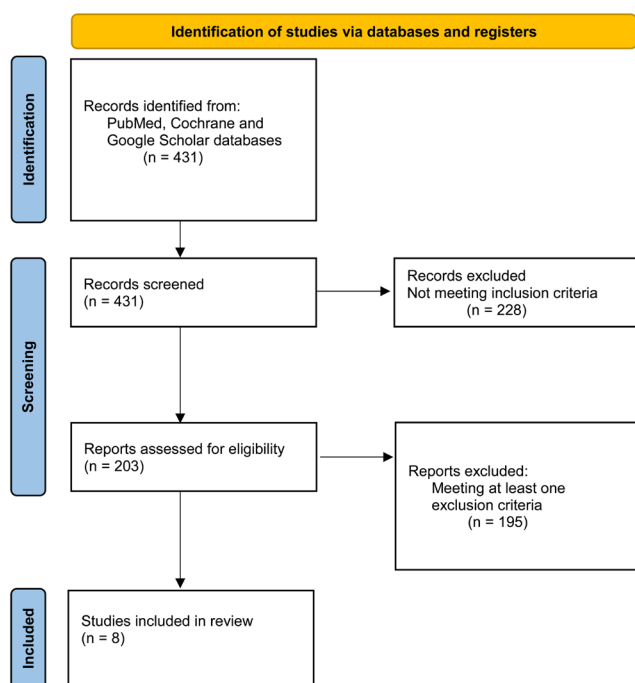 Identification of studies via databases and registers
Identification
Records identified from:
PubMed, Cochrane and
Google Scholar databases
(n = 431)
Screening
Records screened
(n = 431)
Records excluded
Not meeting inclusion criteria
(n = 228)
Reports assessed for eligibility
(n = 203)
Reports excluded:
Meeting at least one
exclusion criteria
(n = 195)
Included
Studies included in review
(n = 8)